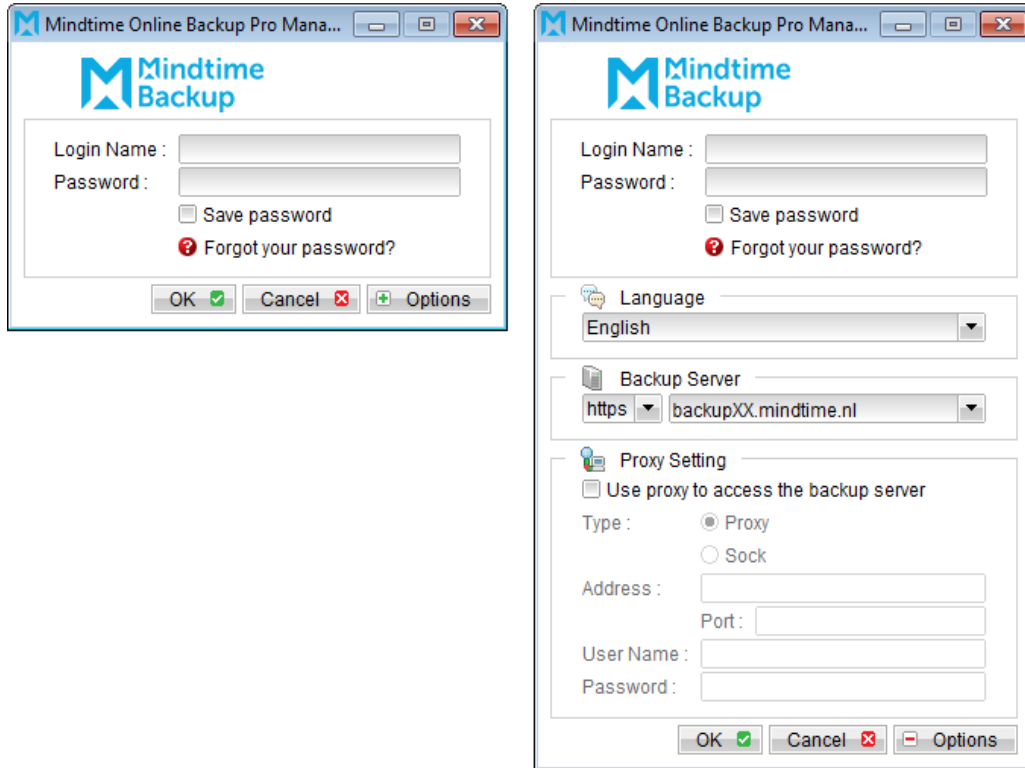 Mindtime Online Backup Pro Mana...
Mindtime
Backup
Login Name :
Password :
Save password
Forgot your password?
OK Cancel Options
Mindtime Online Backup Pro Mana...
Mindtime
Backup
Login Name :
Password :
Save password
Forgot your password?
Language
English
Backup Server
https backupXX.mindtime.nl
Proxy Setting
Use proxy to access the backup server
Type : Proxy
Sock
Address :
Port :
User Name :
Password :
OK Cancel Options